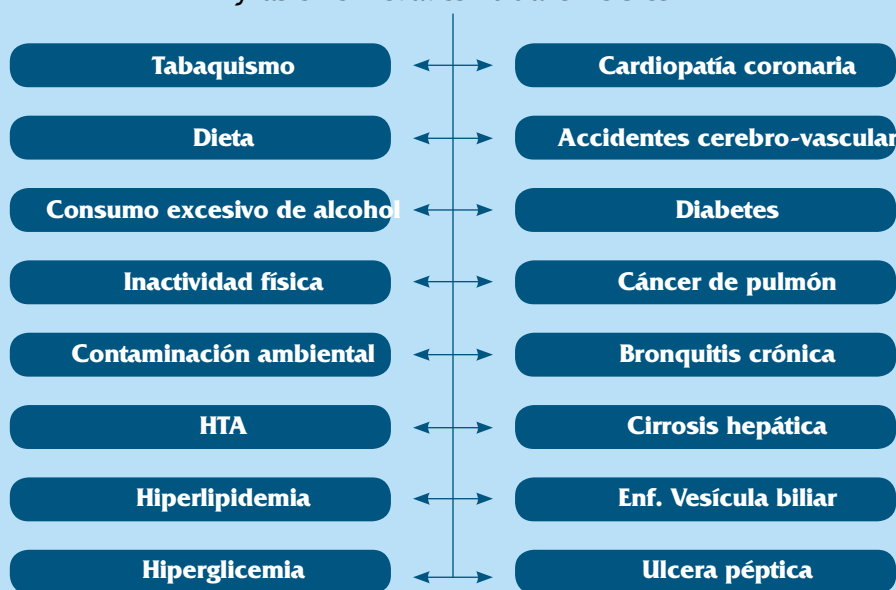 Tabaquismo
Cardiopatía coronaria
Dieta
Accidentes cerebro-vascular
Consumo excesivo de alcohol
Diabetes
Inactividad física
Cáncer de pulmón
Contaminación ambiental
Bronquitis crónica
HTA
Cirrosis hepática
Hiperlipidemia
Enf. Vesícula biliar
Hiperglicemia
Ulcera péptica